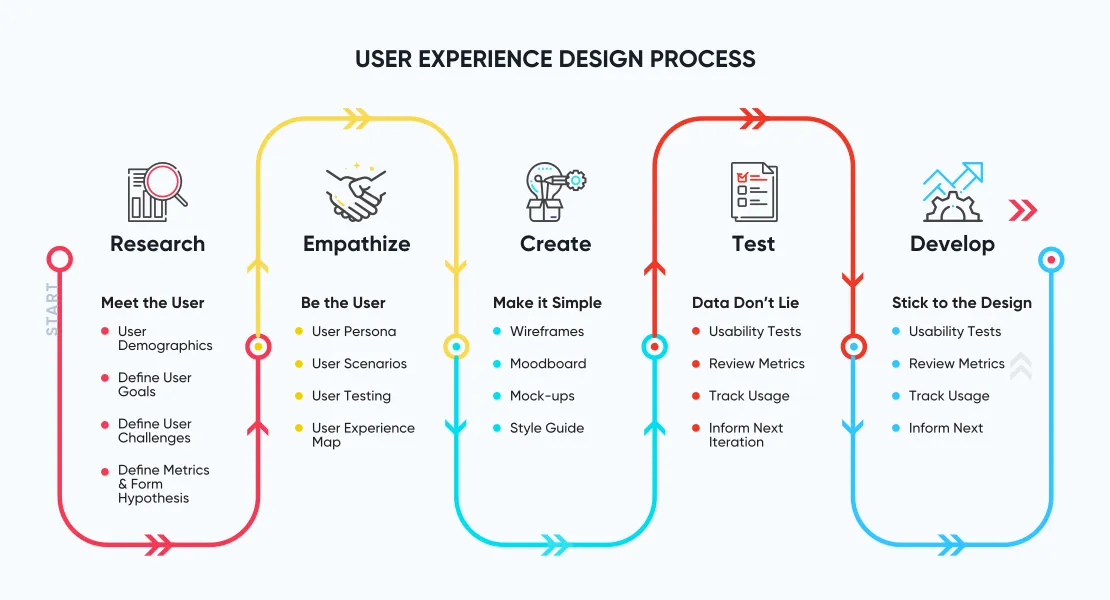 USER EXPERIENCE DESIGN PROCESS
START
Research
Meet the User
User
Demographics
Define User
Goals
Define User
Challenges
Define Metrics
& Form
Hypothesis
Empathize
Be the User
User Persona
User Scenarios
User Testing
User Experience
Map
Create
Make it Simple
Wireframes
Moodboard
Mock-ups
Style Guide
Test
Data Don’t Lie
Usability Tests
Review Metrics
Track Usage
Inform Next
Iteration
Develop
Stick to the Design
Usability Tests
Review Metrics
Track Usage
Inform Next